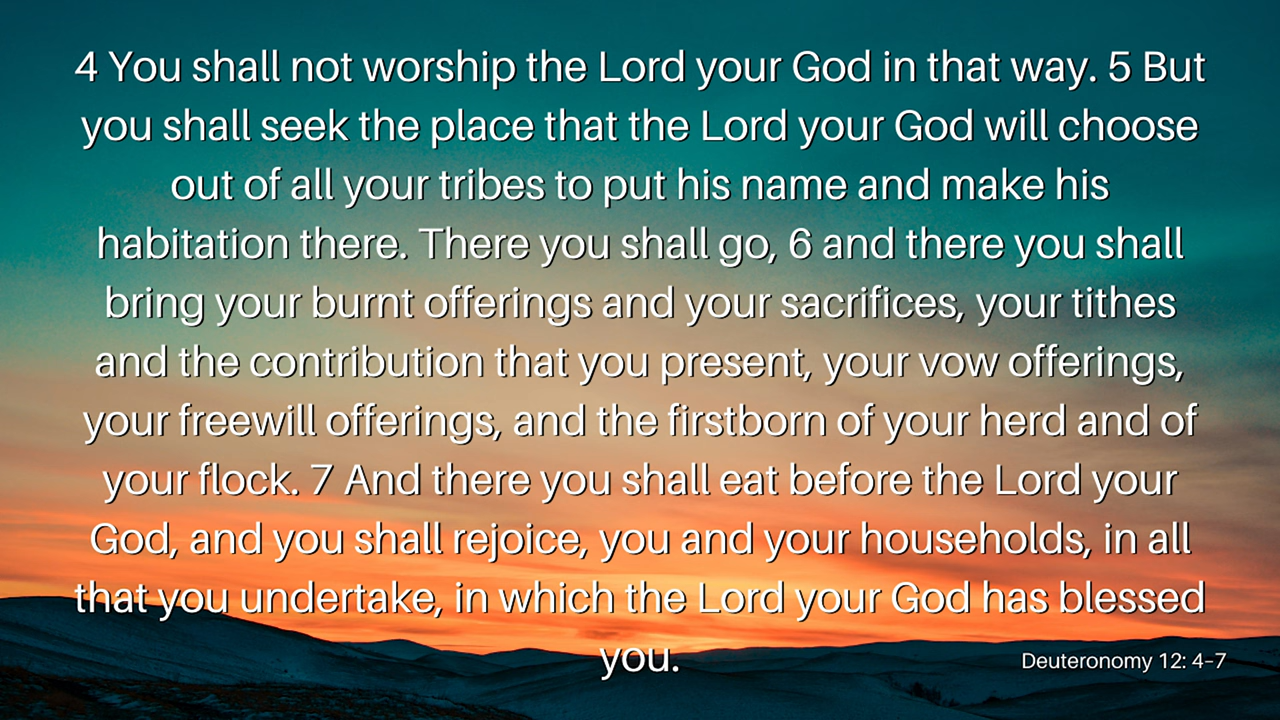 4 You shall not worship the Lord your God in that way. 5 But
you shall seek the place that the Lord your God will choose
out of all your tribes to put his name and make his
habitation there. There you shall go, 6 and there you shall
bring your burnt offerings and your sacrifices, your tithes
and the contribution that you present, your vow offerings,
your freewill offerings, and the firstborn of your herd and of
your flock. 7 And there you shall eat before the Lord your
God, and you shall rejoice, you and your households, in all
that you undertake, in which the Lord your God has blessed
you.
Deuteronomy 12: 4–7